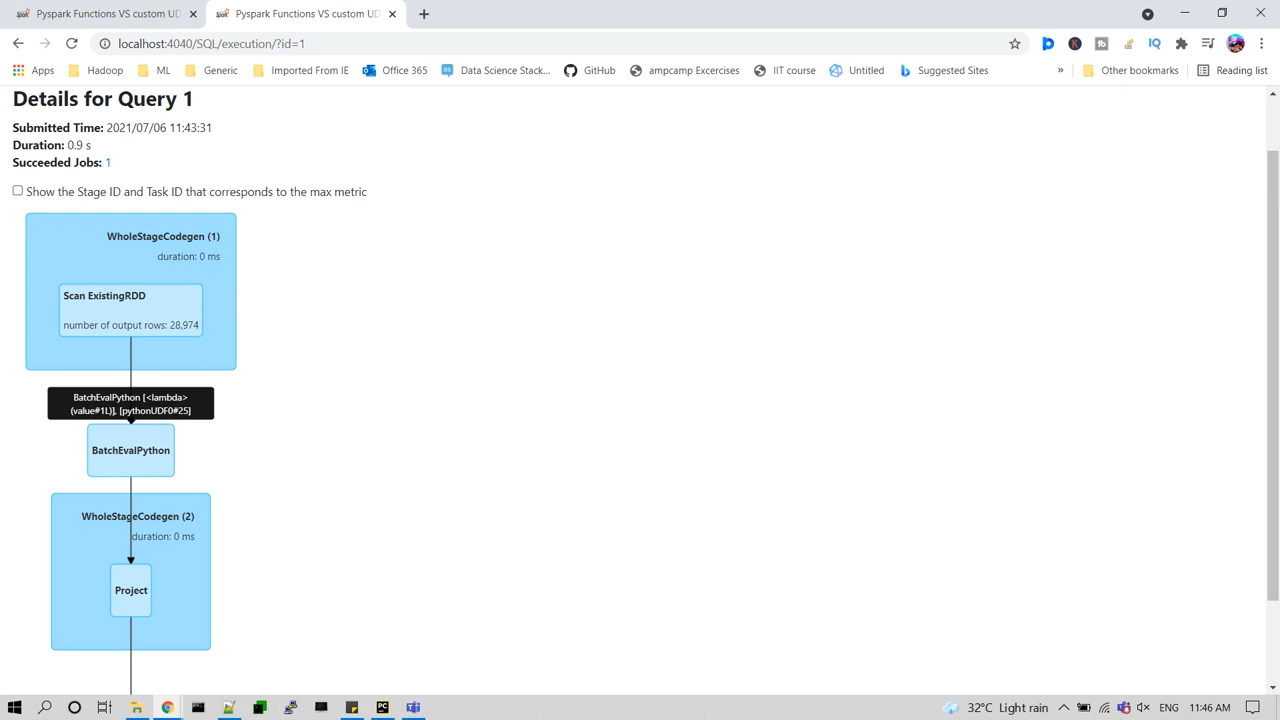 Pyspark Functions VS custom UD
Pyspark Functions VS custom UD
localhost:4040/SQL/execution/?id=1
Apps
Hadoop
ML
Generic
Imported From IE
Office 365
Data Science Stack...
GitHub
ampcamp Excercises
IIT course
Untitled
Suggested Sites
»
Other bookmarks
Reading list
Details for Query 1
Submitted Time: 2021/07/06 11:43:31
Duration: 0.9 s
Succeeded Jobs: 1
Show the Stage ID and Task ID that corresponds to the max metric
WholeStageCodegen (1)
duration: 0 ms
Scan ExistingRDD
number of output rows: 28,974
BatchEvalPython [<lambda>
(value#1L)], [pythonUDF0#25]
BatchEvalPython
WholeStageCodegen (2)
duration: 0 ms
Project
32°C Light rain
ENG
11:46 AM